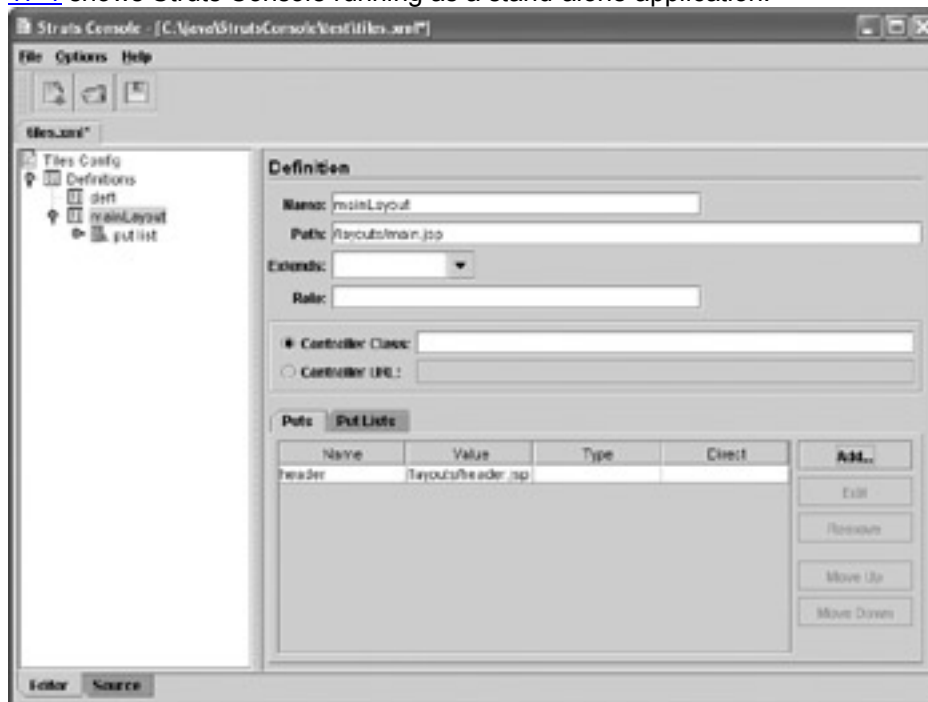 shows Struts Console running as a stand-alone application.
Struts Console - [C:\java\StrutsConsole\test\tiles.xml*]
File Options Help
tiles.xml*
Tiles Config
Definitions
def1
mainLayout
put list
Definition
Name: mainLayout
Path: /layouts/main.jsp
Extends:
Role:
Controller Class:
Controller URL:
Puts Put Lists
Name Value Type Direct
header /layouts/header.jsp
Add...
Edit
Remove
Move Up
Move Down
Editor Source